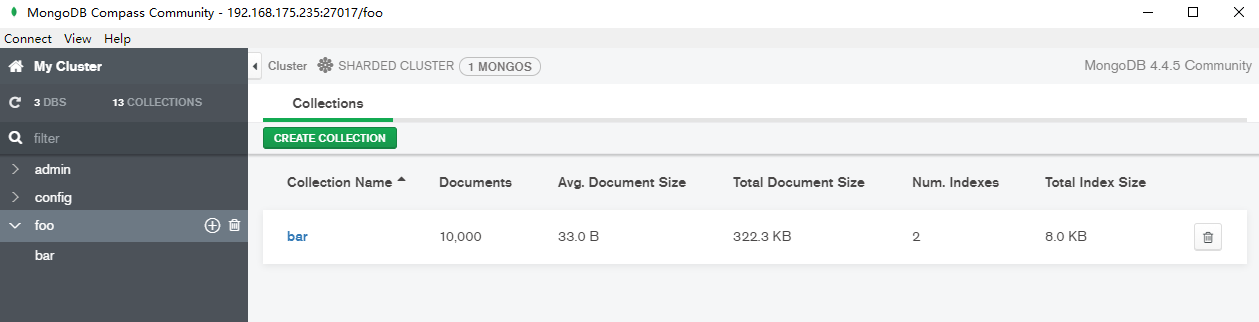 MongoDB Compass Community - 192.168.175.235:27017/foo
Connect View Help
My Cluster
Cluster SHARDED CLUSTER 1 MONGOS MongoDB 4.4.5 Community
3 DBS 13 COLLECTIONS
Collections
filter
CREATE COLLECTION
admin
config
foo
bar
Collection Name Documents Avg. Document Size Total Document Size Num. Indexes Total Index Size
bar 10,000 33.0 B 322.3 KB 2 8.0 KB